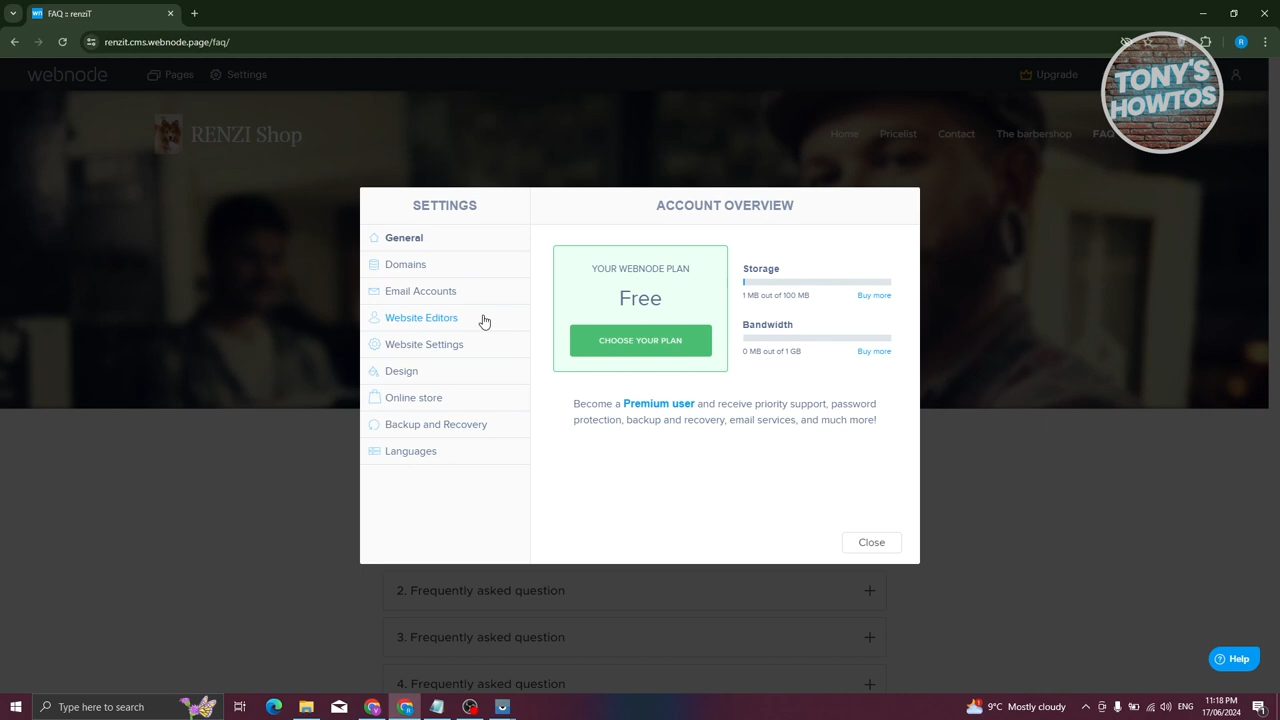 FAQ :: renziT
renzit.cms.webnode.page/faq/
R
webnode
Pages
Settings
Upgrade
TONY'S
HOWTOS
RENZI Shop
Home
Pricelist
Contact
The barbershop
FAQ
SETTINGS
ACCOUNT OVERVIEW
General
Domains
Email Accounts
Website Editors
Website Settings
Design
Online store
Backup and Recovery
Languages
YOUR WEBNODE PLAN
Free
CHOOSE YOUR PLAN
Storage
1 MB out of 100 MB
Buy more
Bandwidth
0 MB out of 1 GB
Buy more
Become a Premium user and receive priority support, password
protection, backup and recovery, email services, and much more!
Close
2. Frequently asked question
3. Frequently asked question
4. Frequently asked question
Help
Type here to search
9°C Mostly cloudy
11:18 PM
17/06/2024